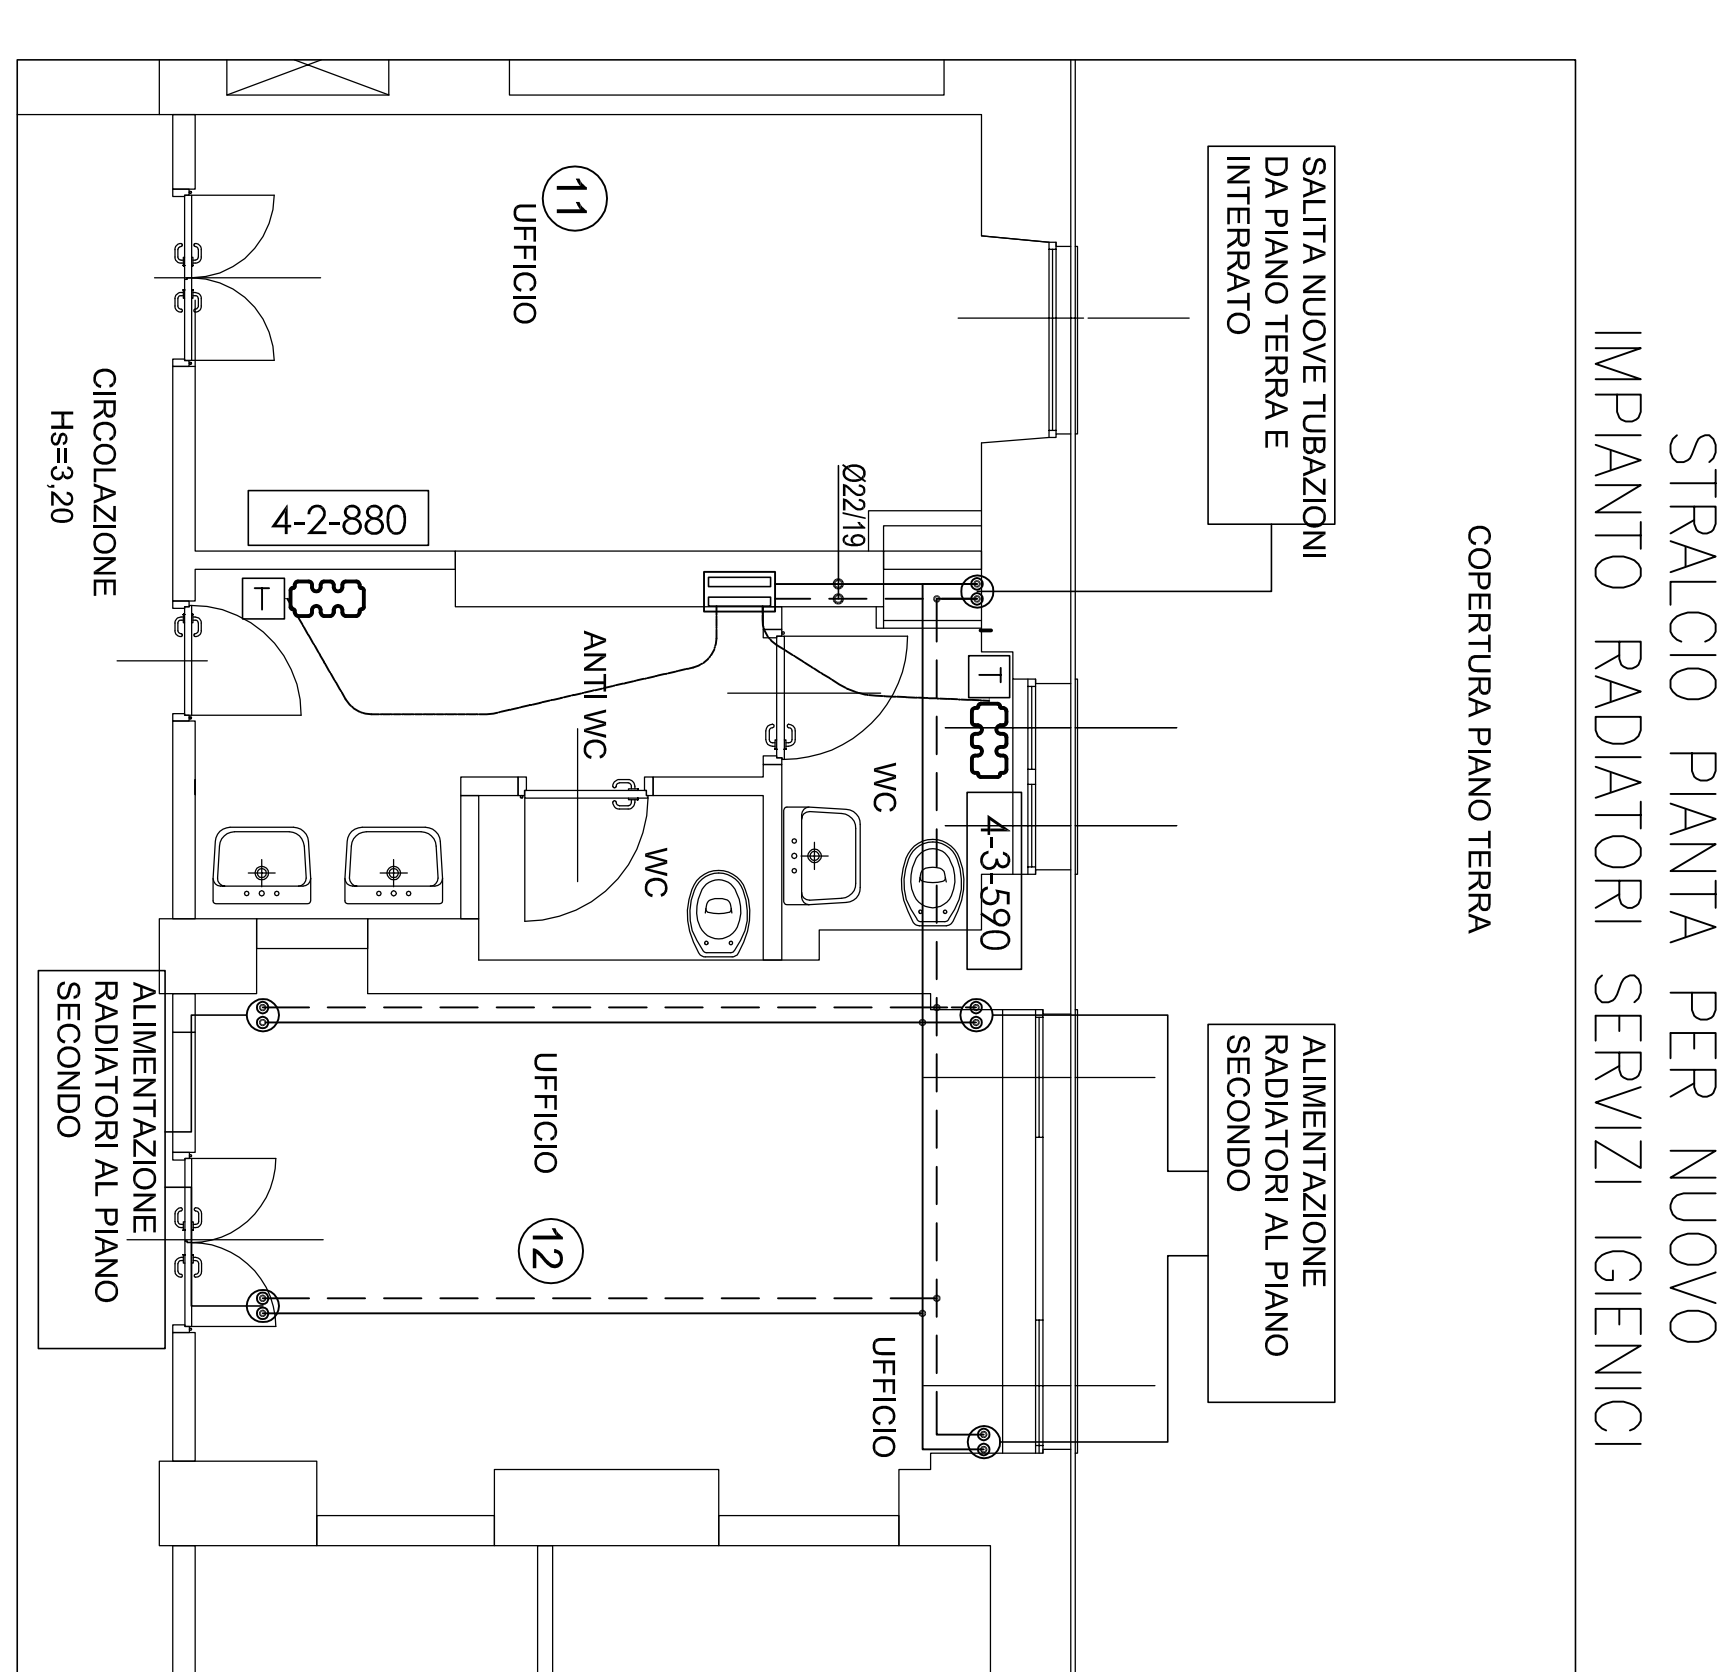 STRALCIO PIANTA PER NUOVO
IMPIANTO RADIATORI SERVIZI IGIENICI
COPERTURA PIANO TERRA
SALITA NUOVE TUBAZIONI
DA PIANO TERRA E
INTERRATO
ALIMENTAZIONE
RADIATORI AL PIANO
SECONDO
4-3-590
T
WC
Ø22/19
UFFICIO
WC
ANTI WC
11
UFFICIO
UFFICIO
12
4-2-880
T
ALIMENTAZIONE
RADIATORI AL PIANO
SECONDO
CIRCOLAZIONE
Hs=3,20